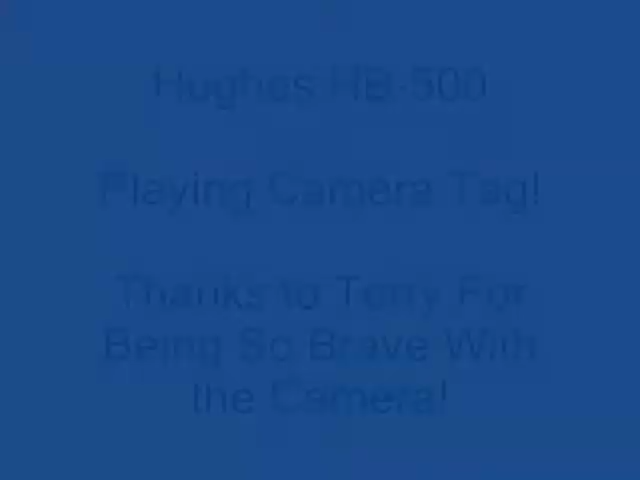 Hughes HB-500
Playing Camera Tag!
Thanks to Terry For
Being So Brave With
the Camera!